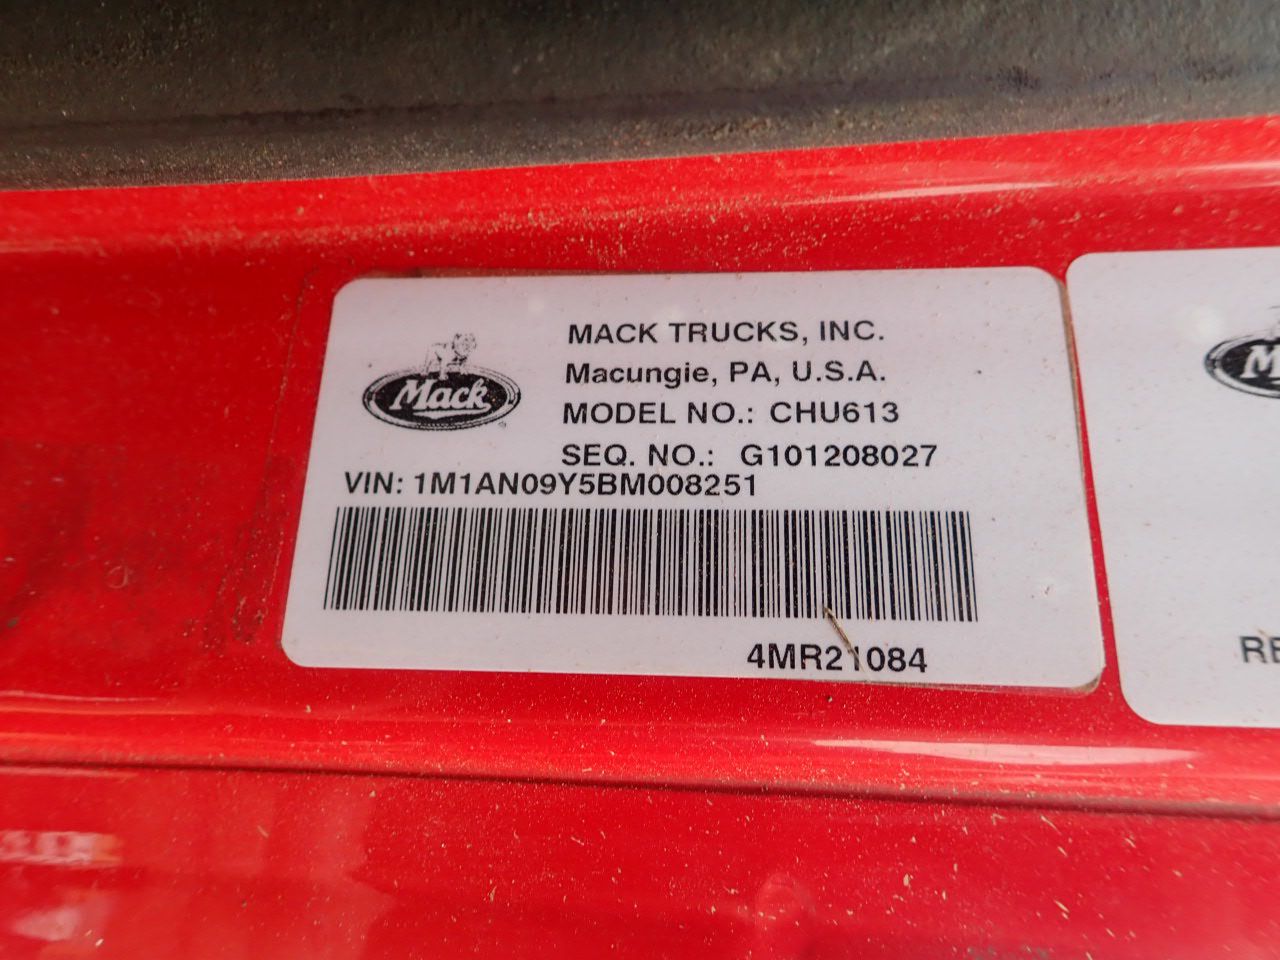 MACK TRUCKS, INC.
Macungie, PA, U.S.A.
Mack
MODEL NO.: CHU613
SEQ. NO.: G101208027
VIN: 1M1AN09Y5BM008251
4MR21084